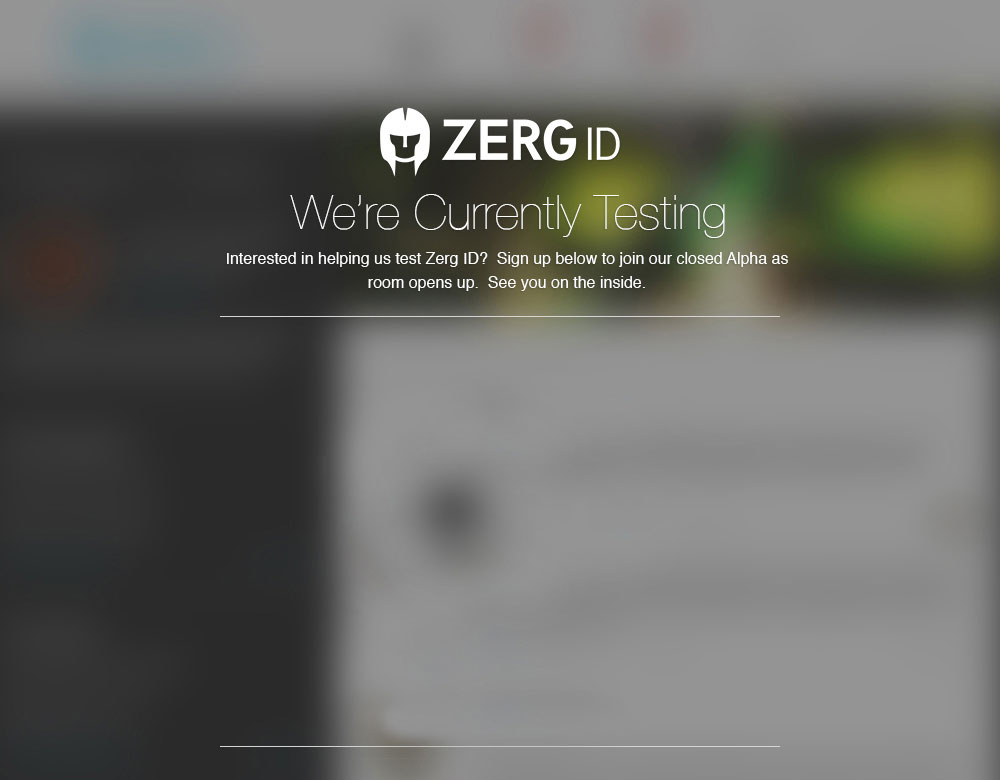 ZERG ID
We're Currently Testing
Interested in helping us test Zerg ID?  Sign up below to join our closed Alpha as
room opens up.  See you on the inside.